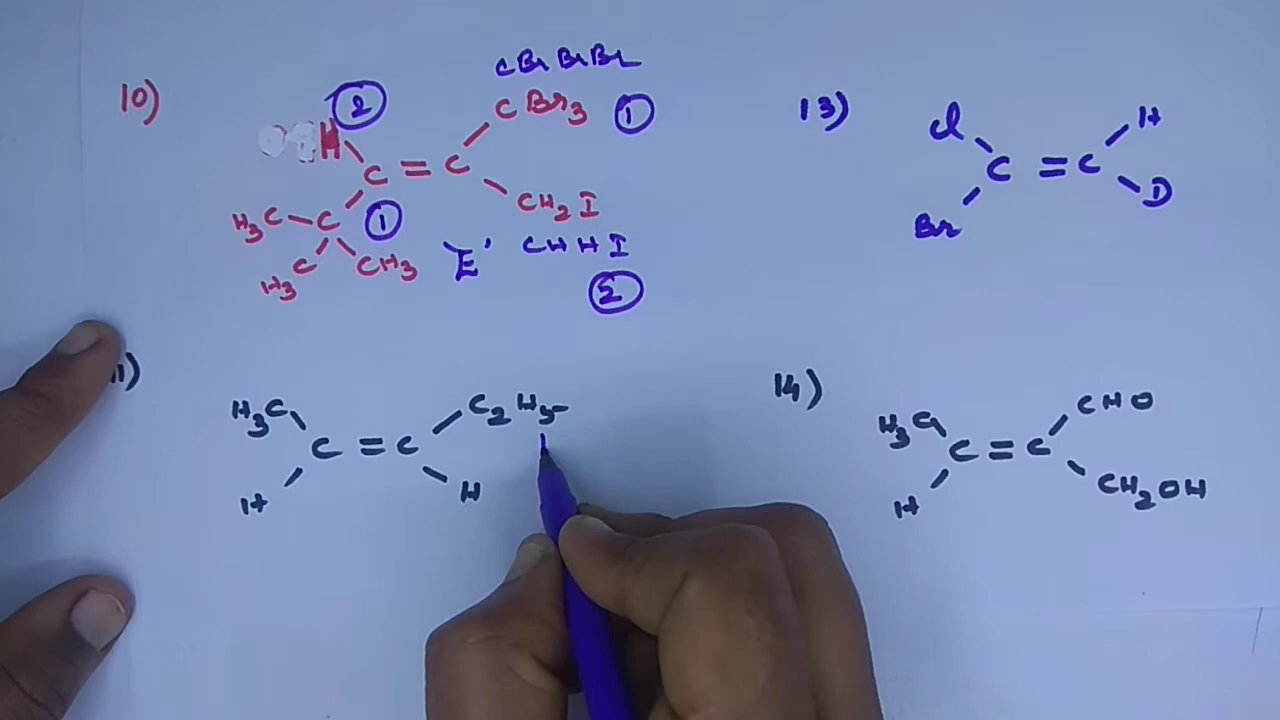 10)
CBrBrBr
2
H
CBr3
1
C = C
H3C C
1
CH2I
H3C
CH3
'E'
CHHI
2
13)
Cl
H
C = C
Br
D
11)
H3C
C2H5
C = C
H
H
14)
H3C
CHO
C = C
H
CH2OH